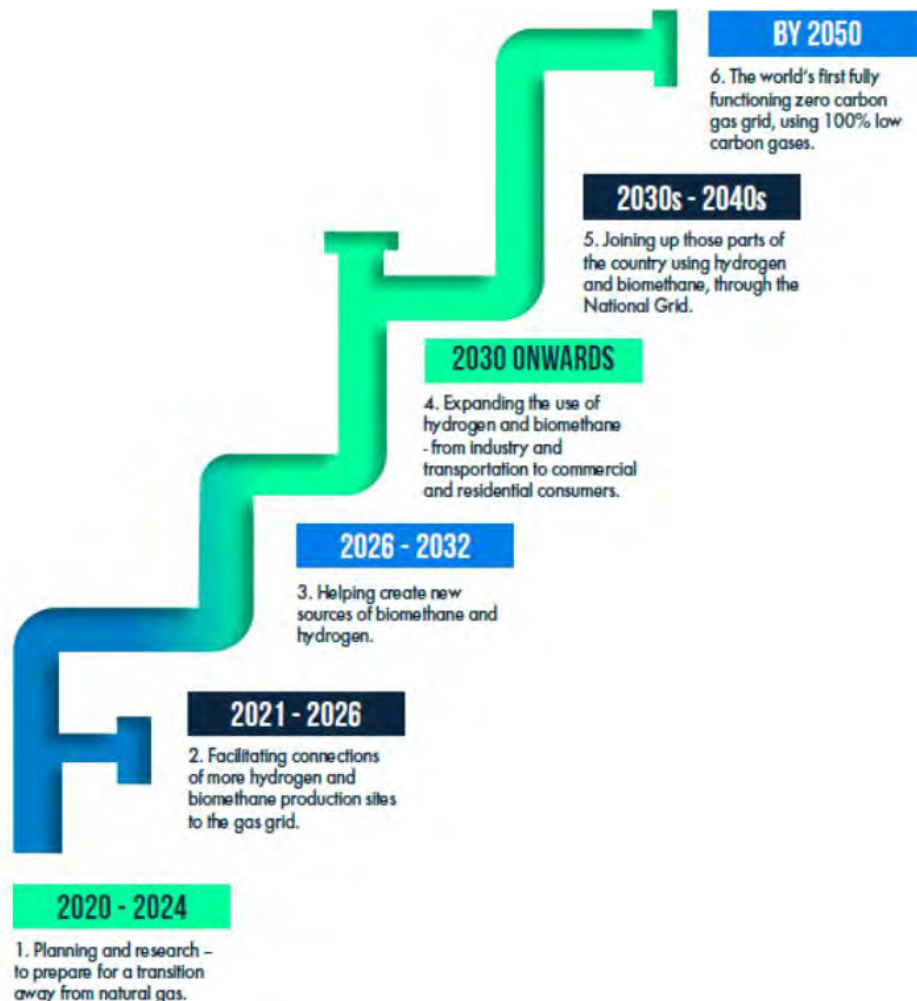 BY 2050
6. The world's first fully
functioning zero carbon
gas grid, using 100% low
carbon gases.
2030s - 2040s
5. Joining up those parts of
the country using hydrogen
and biomethane, through the
National Grid.
2030 ONWARDS
4. Expanding the use of
hydrogen and biomethane
- from industry and
transportation to commercial
and residential consumers.
2026 - 2032
3. Helping create new
sources of biomethane and
hydrogen.
2021 - 2026
2. Facilitating connections
of more hydrogen and
biomethane production sites
to the gas grid.
2020 - 2024
1. Planning and research –
to prepare for a transition
away from natural gas.